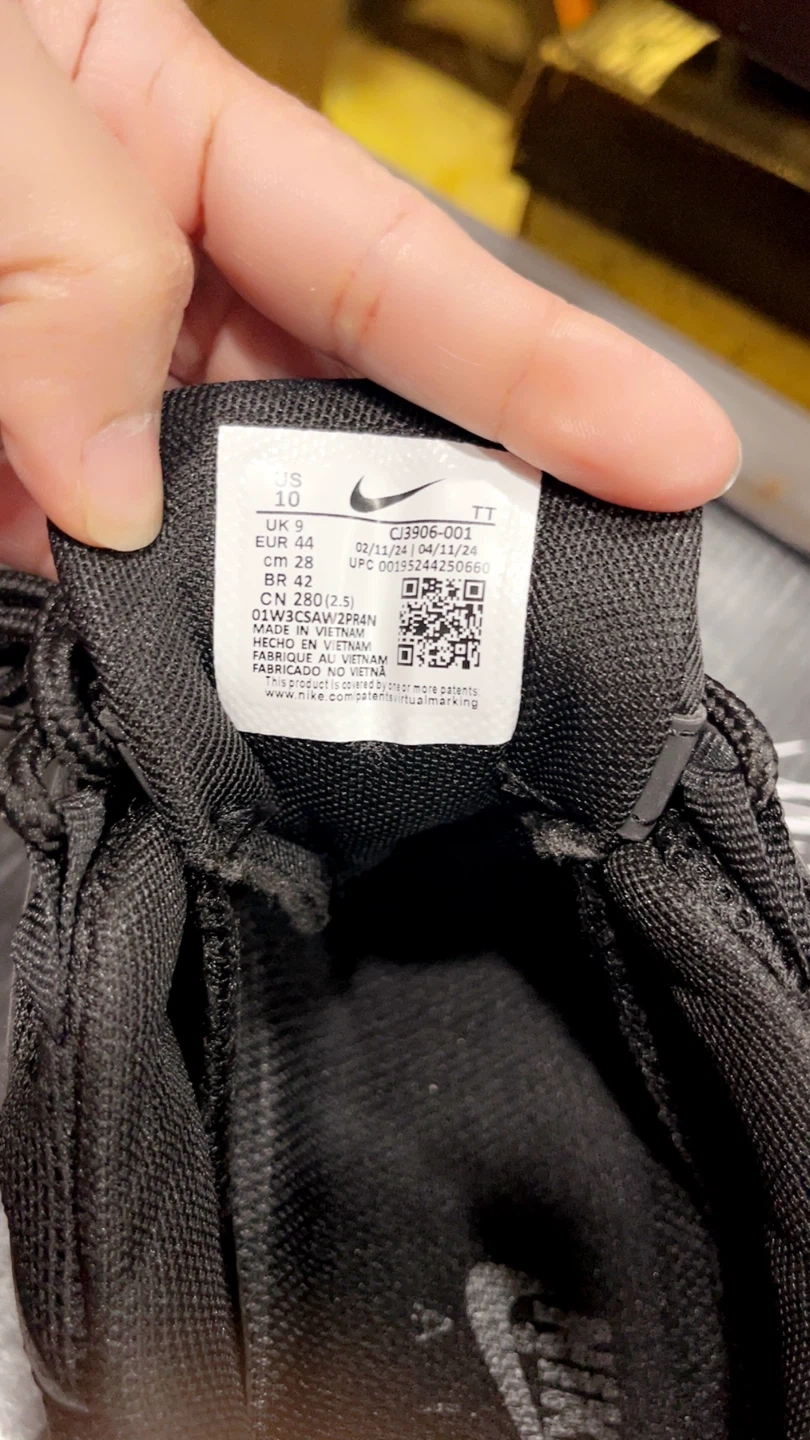 US
10
TT
UK 9
EUR 44
cm 28
BR 42
CN 280 (2.5)
CJ3906-001
02/11/24 | 04/11/24
UPC 00195244250660
01W3CSAW2PR4N
MADE IN VIETNAM
HECHO EN VIETNAM
FABRIQUE AU VIETNAM
FABRICADO NO VIETNÃ
This product is covered by one or more patents:
www.nike.com/patentsvirtualmarking